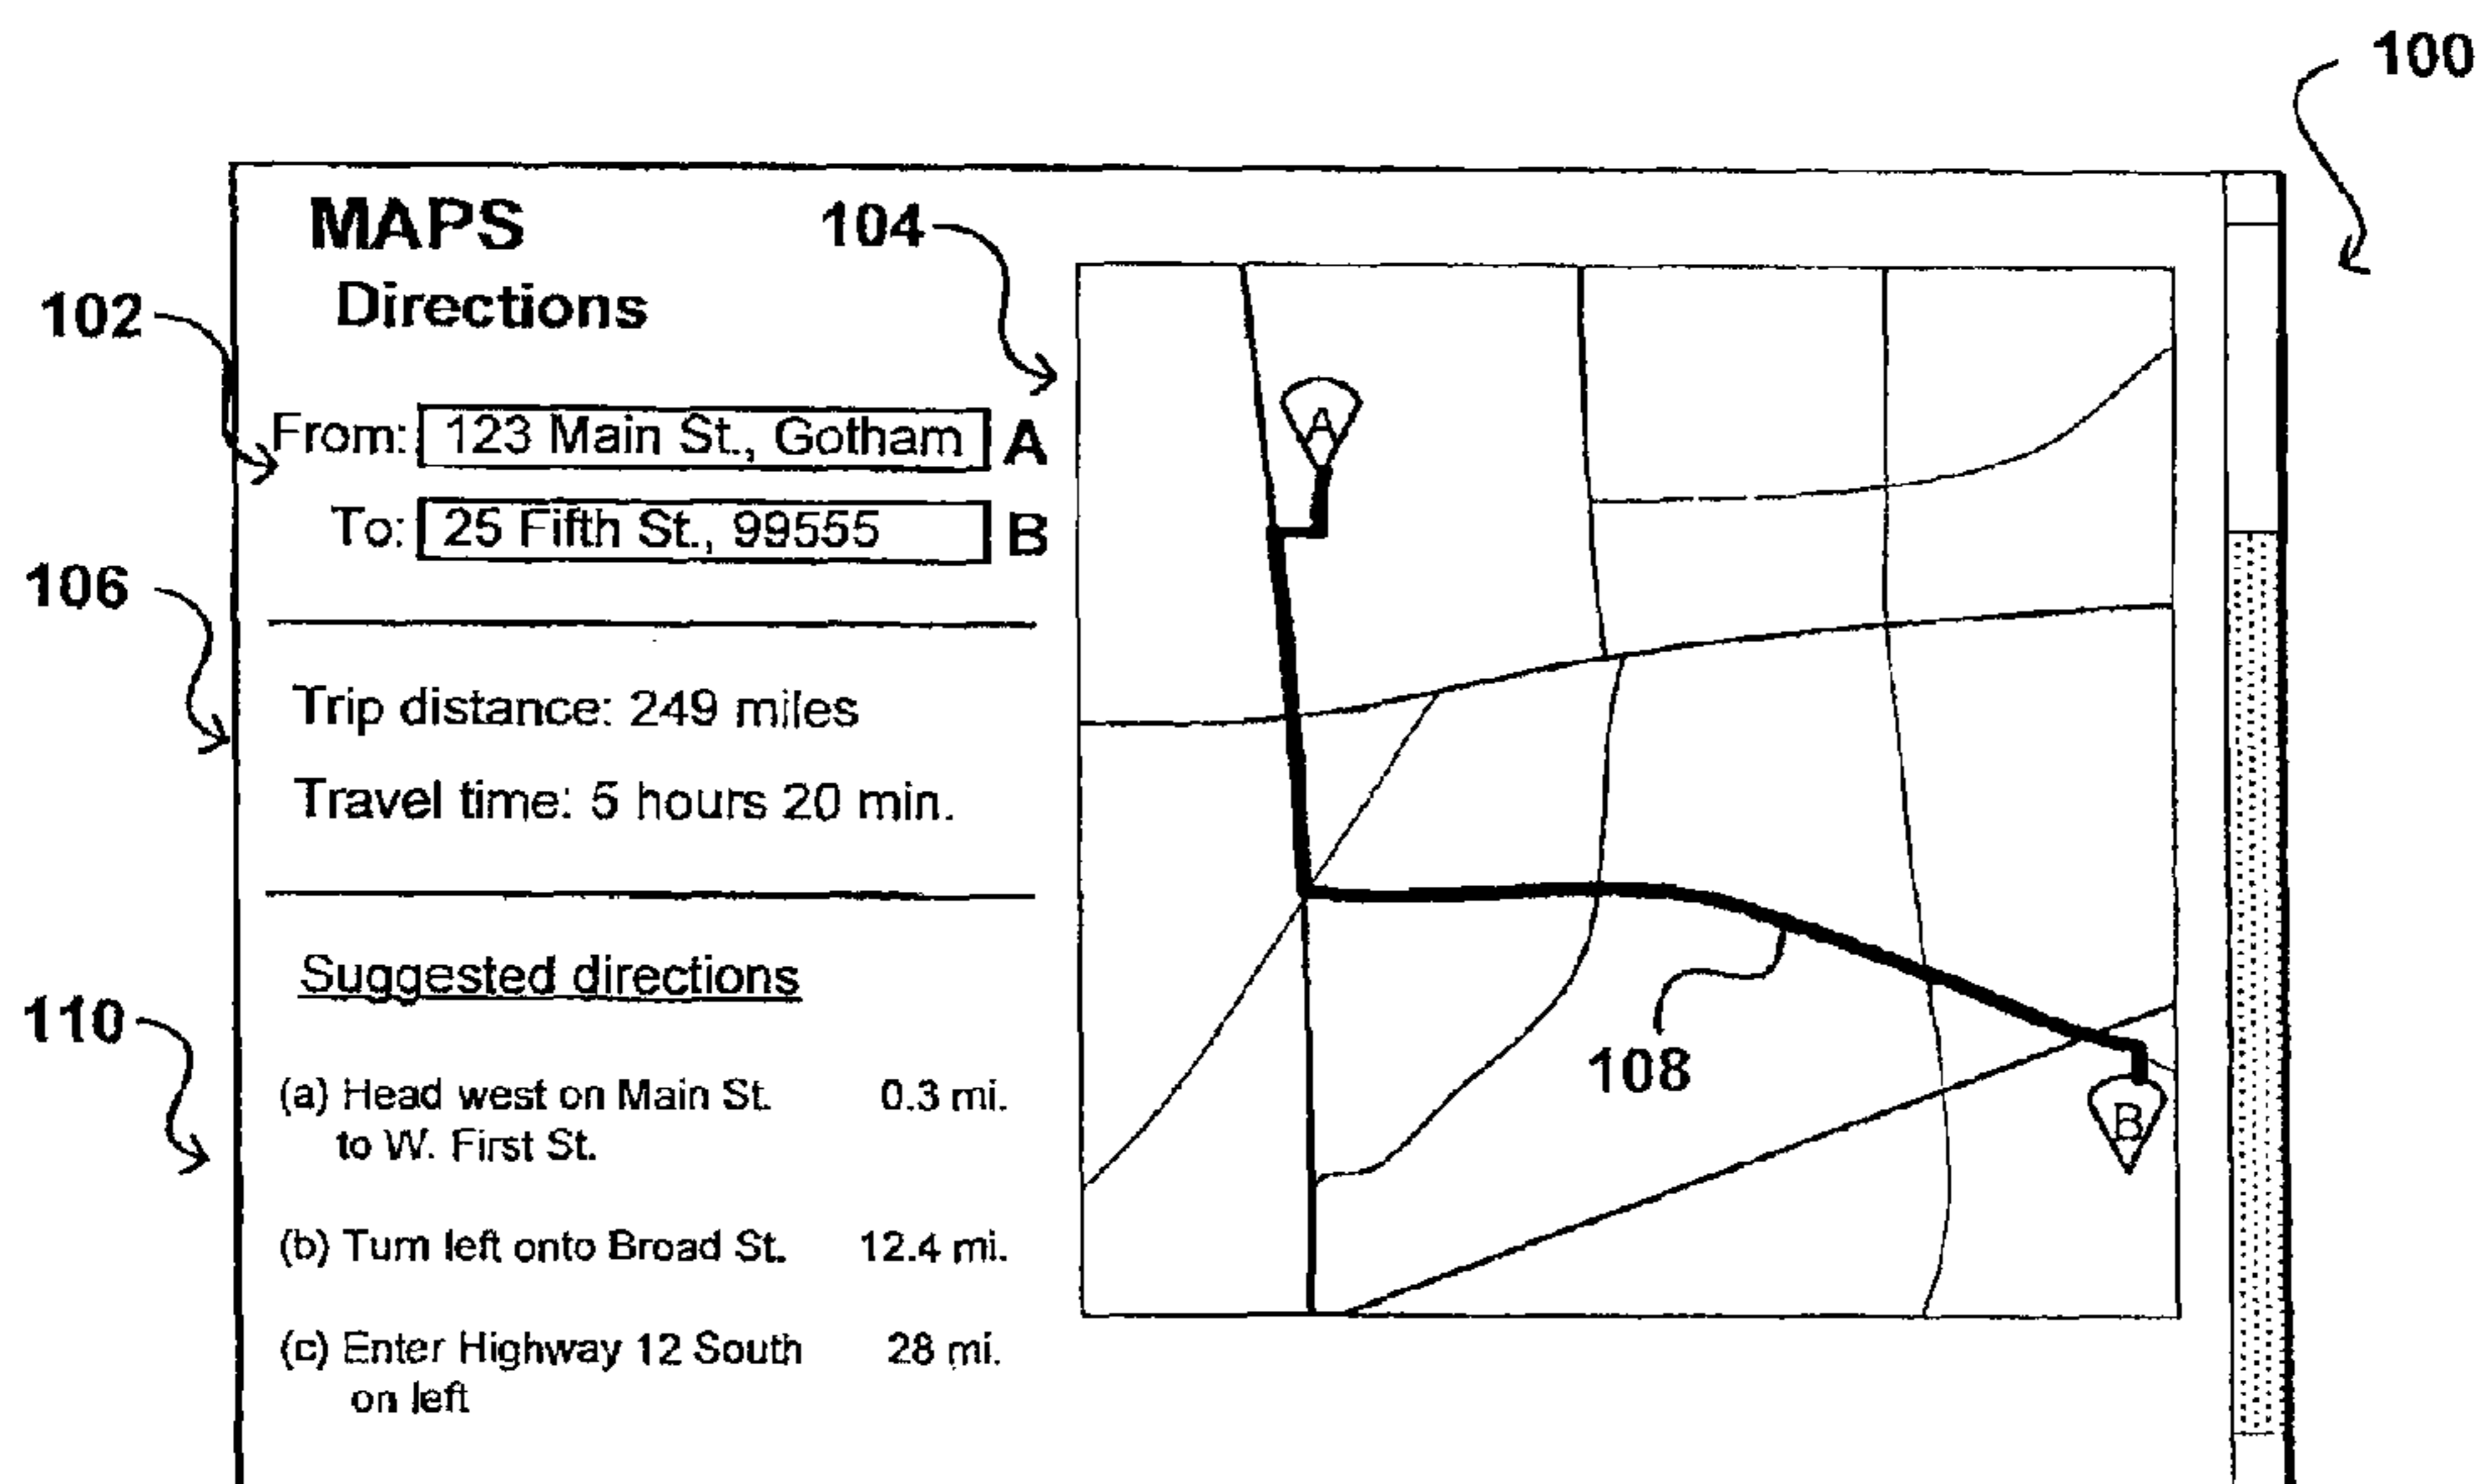 100
MAPS
104
Directions
102
From: 123 Main St., Gotham A
To: 25 Fifth St., 99555 B
106
Trip distance: 249 miles
Travel time: 5 hours 20 min.
Suggested directions
110
(a) Head west on Main St. 0.3 mi.
to W. First St.
(b) Turn left onto Broad St. 12.4 mi.
(c) Enter Highway 12 South 28 mi.
on left
A
108
B